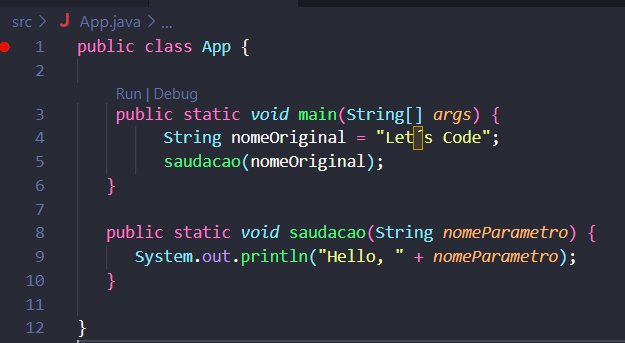 src > J App.java > ...
1 public class App {
2
Run | Debug
3 public static void main(String[] args) {
4 String nomeOriginal = "Let´s Code";
5 saudacao(nomeOriginal);
6 }
7
8 public static void saudacao(String nomeParametro) {
9 System.out.println("Hello, " + nomeParametro);
10 }
11
12 }